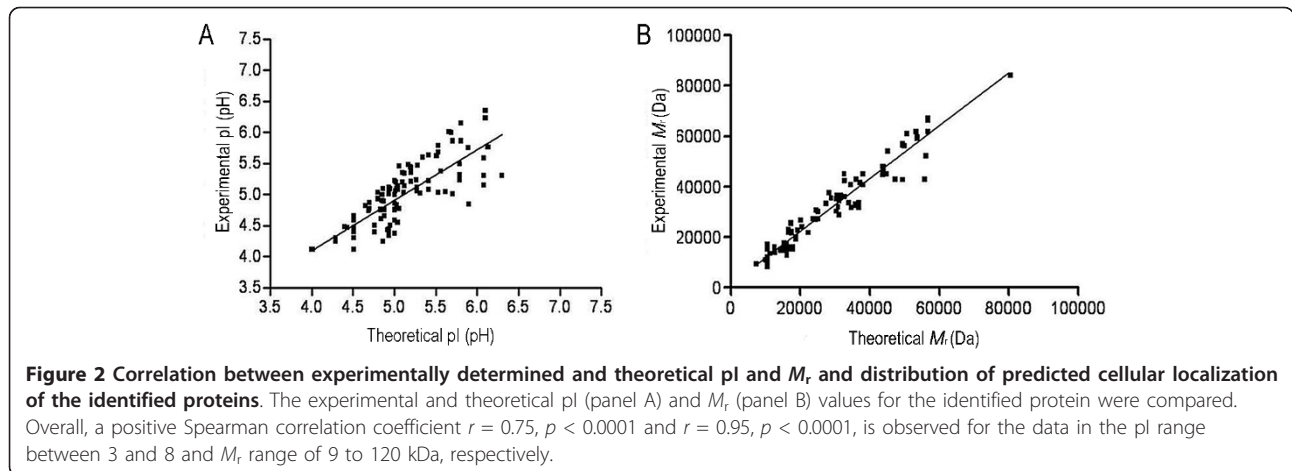 A
7.5
7.0
6.5
6.0
5.5
5.0
4.5
4.0
3.5
Experimental pI (pH)
3.5 4.0 4.5 5.0 5.5 6.0 6.5 7.0 7.5
Theoretical pI (pH)
B
100000
80000
60000
40000
20000
0
Experimental Mr (Da)
0 20000 40000 60000 80000 100000
Theoretical Mr (Da)
Figure 2 Correlation between experimentally determined and theoretical pI and Mr and distribution of predicted cellular localization
of the identified proteins. The experimental and theoretical pI (panel A) and Mr (panel B) values for the identified protein were compared.
Overall, a positive Spearman correlation coefficient r = 0.75, p < 0.0001 and r = 0.95, p < 0.0001, is observed for the data in the pI range
between 3 and 8 and Mr range of 9 to 120 kDa, respectively.